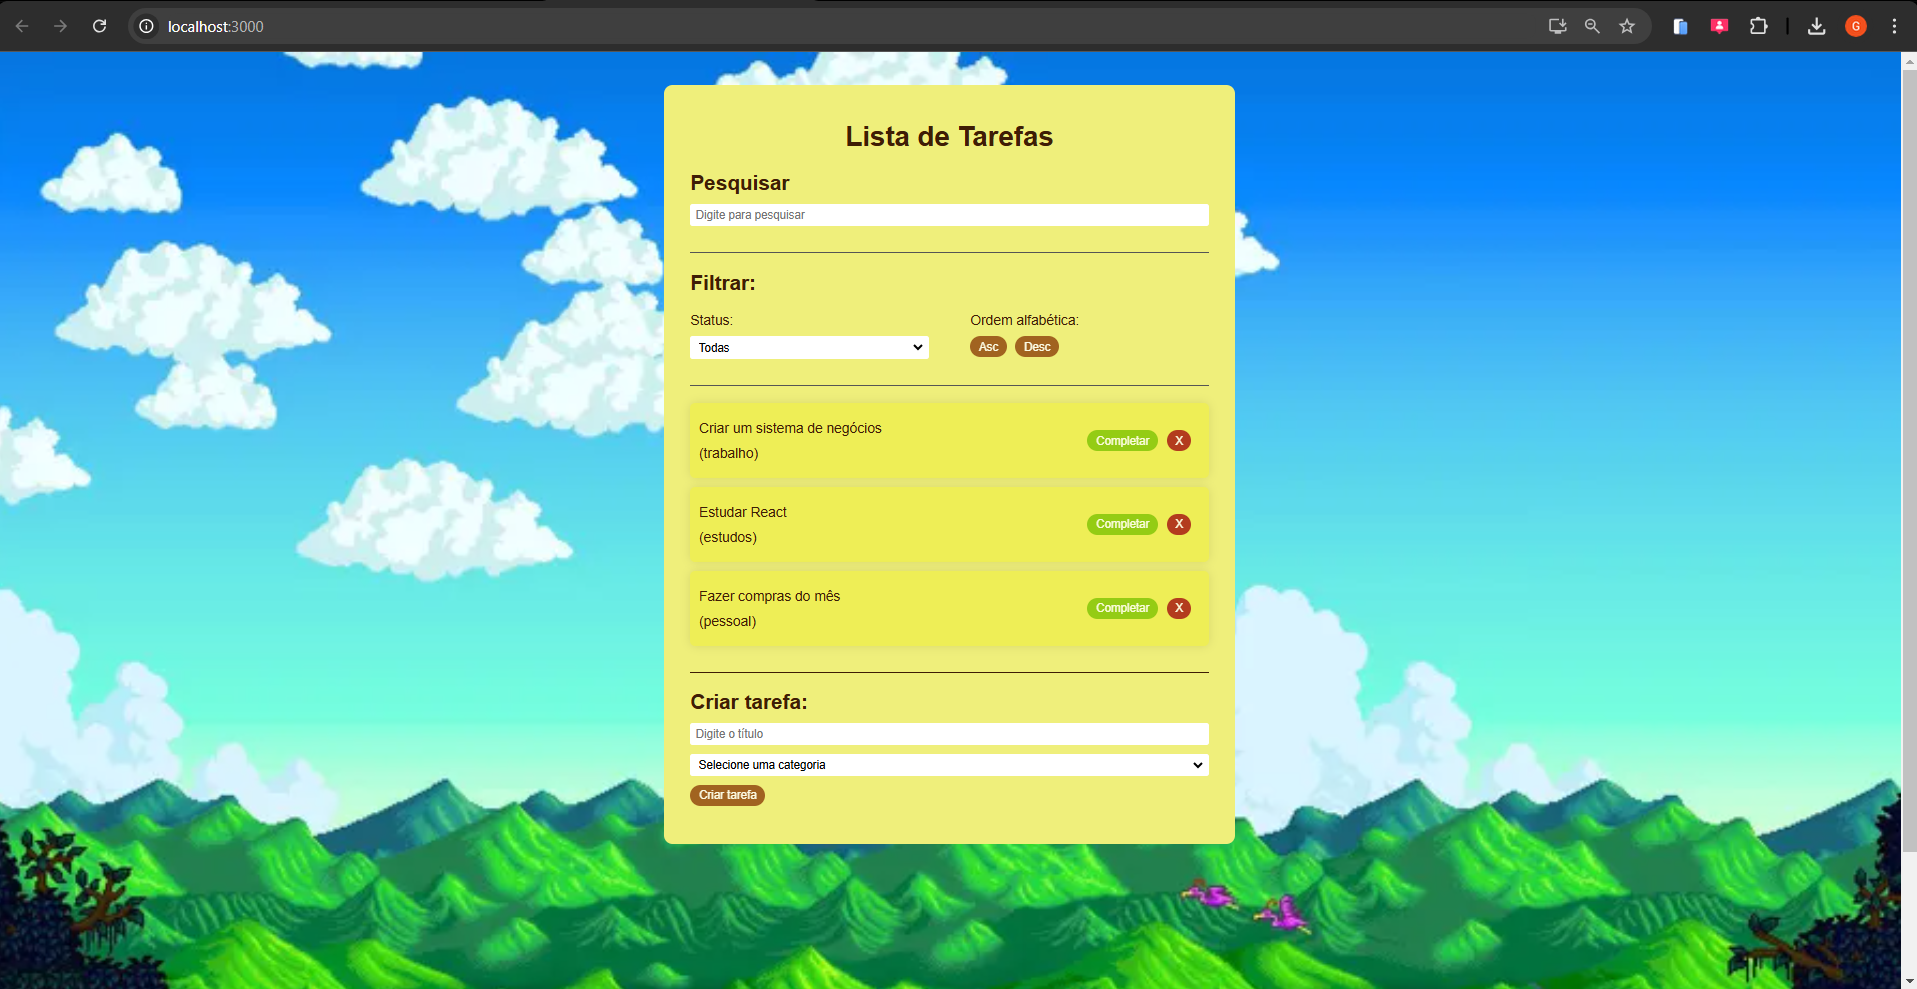 localhost:3000
G
Lista de Tarefas
Pesquisar
Digite para pesquisar
Filtrar:
Status:
Ordem alfabética:
Todas
Asc
Desc
Criar um sistema de negócios
(trabalho)
Completar
X
Estudar React
(estudos)
Completar
X
Fazer compras do mês
(pessoal)
Completar
X
Criar tarefa:
Digite o título
Selecione uma categoria
Criar tarefa